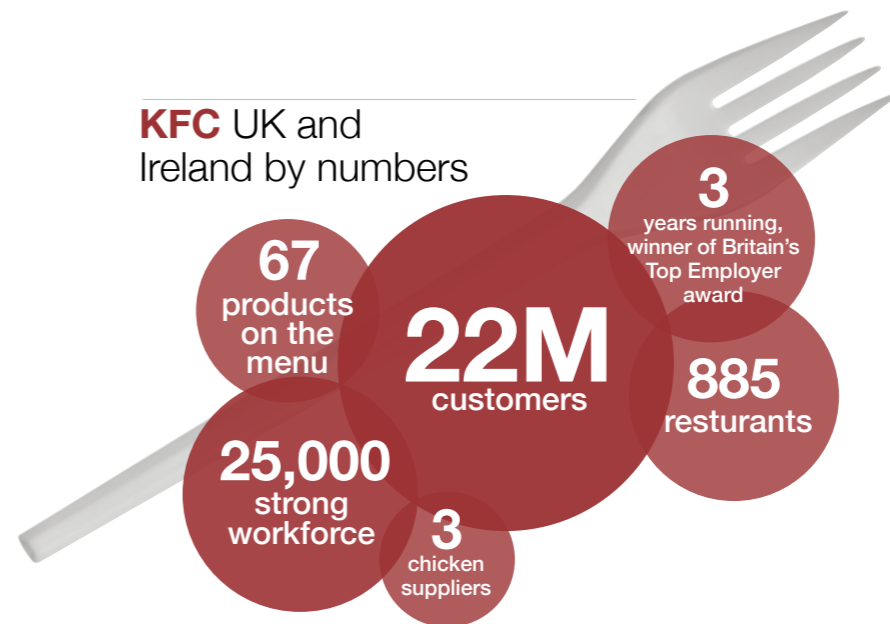 KFC UK and
Ireland by numbers
3
years running,
winner of Britain's
Top Employer
award
67
products
on the
menu
22M
customers
885
resturants
25,000
strong
workforce
3
chicken
suppliers